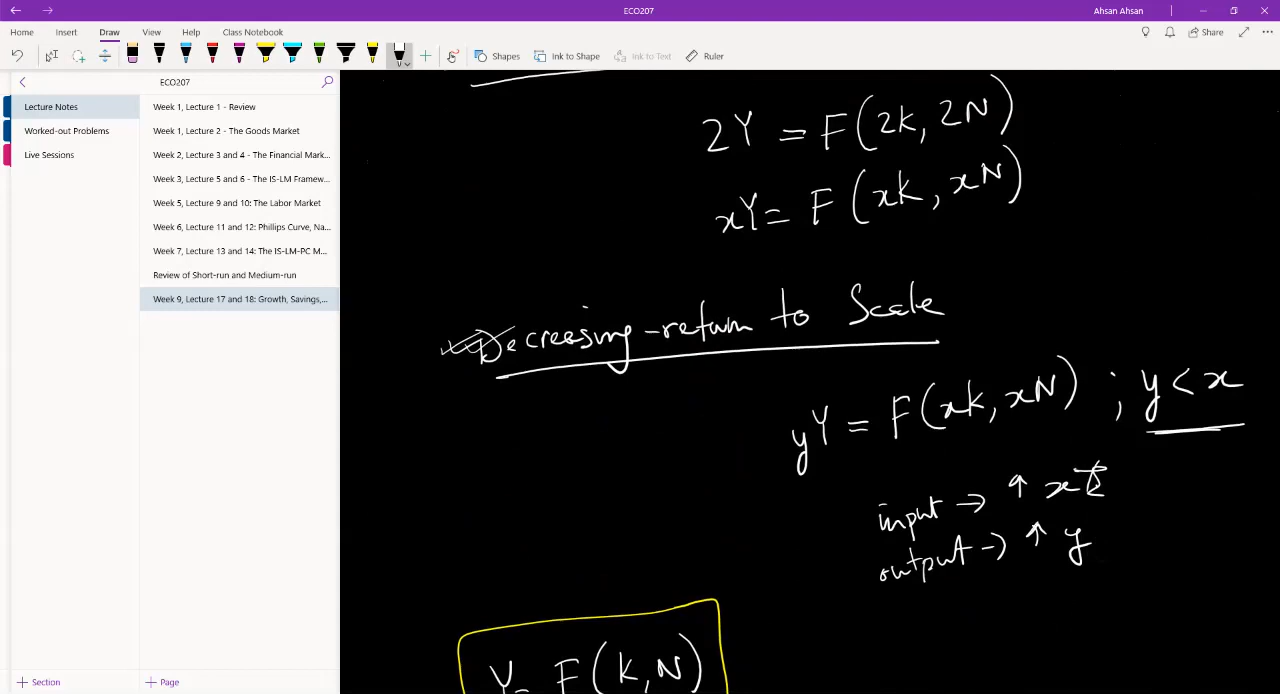 ECO207
Ahsan Ahsan
Home Insert Draw View Help Class Notebook
Share
Shapes Ink to Shape Ink to Text Ruler
ECO207
Lecture Notes
Worked-out Problems
Live Sessions
Week 1, Lecture 1 - Review
Week 1, Lecture 2 - The Goods Market
Week 2, Lecture 3 and 4 - The Financial Mark...
Week 3, Lecture 5 and 6 - The IS-LM Framew...
Week 5, Lecture 9 and 10: The Labor Market
Week 6, Lecture 11 and 12: Phillips Curve, Na...
Week 7, Lecture 13 and 14: The IS-LM-PC M...
Review of Short-run and Medium-run
Week 9, Lecture 17 and 18: Growth, Savings,...
+ Section
+ Page
2Y = F(2K, 2N)
xY = F(xK, xN)
Decreasing-return to Scale
yY = F(xK, xN) ; y < x
input → ↑ x
output → ↑ y
Y = F(K, N)